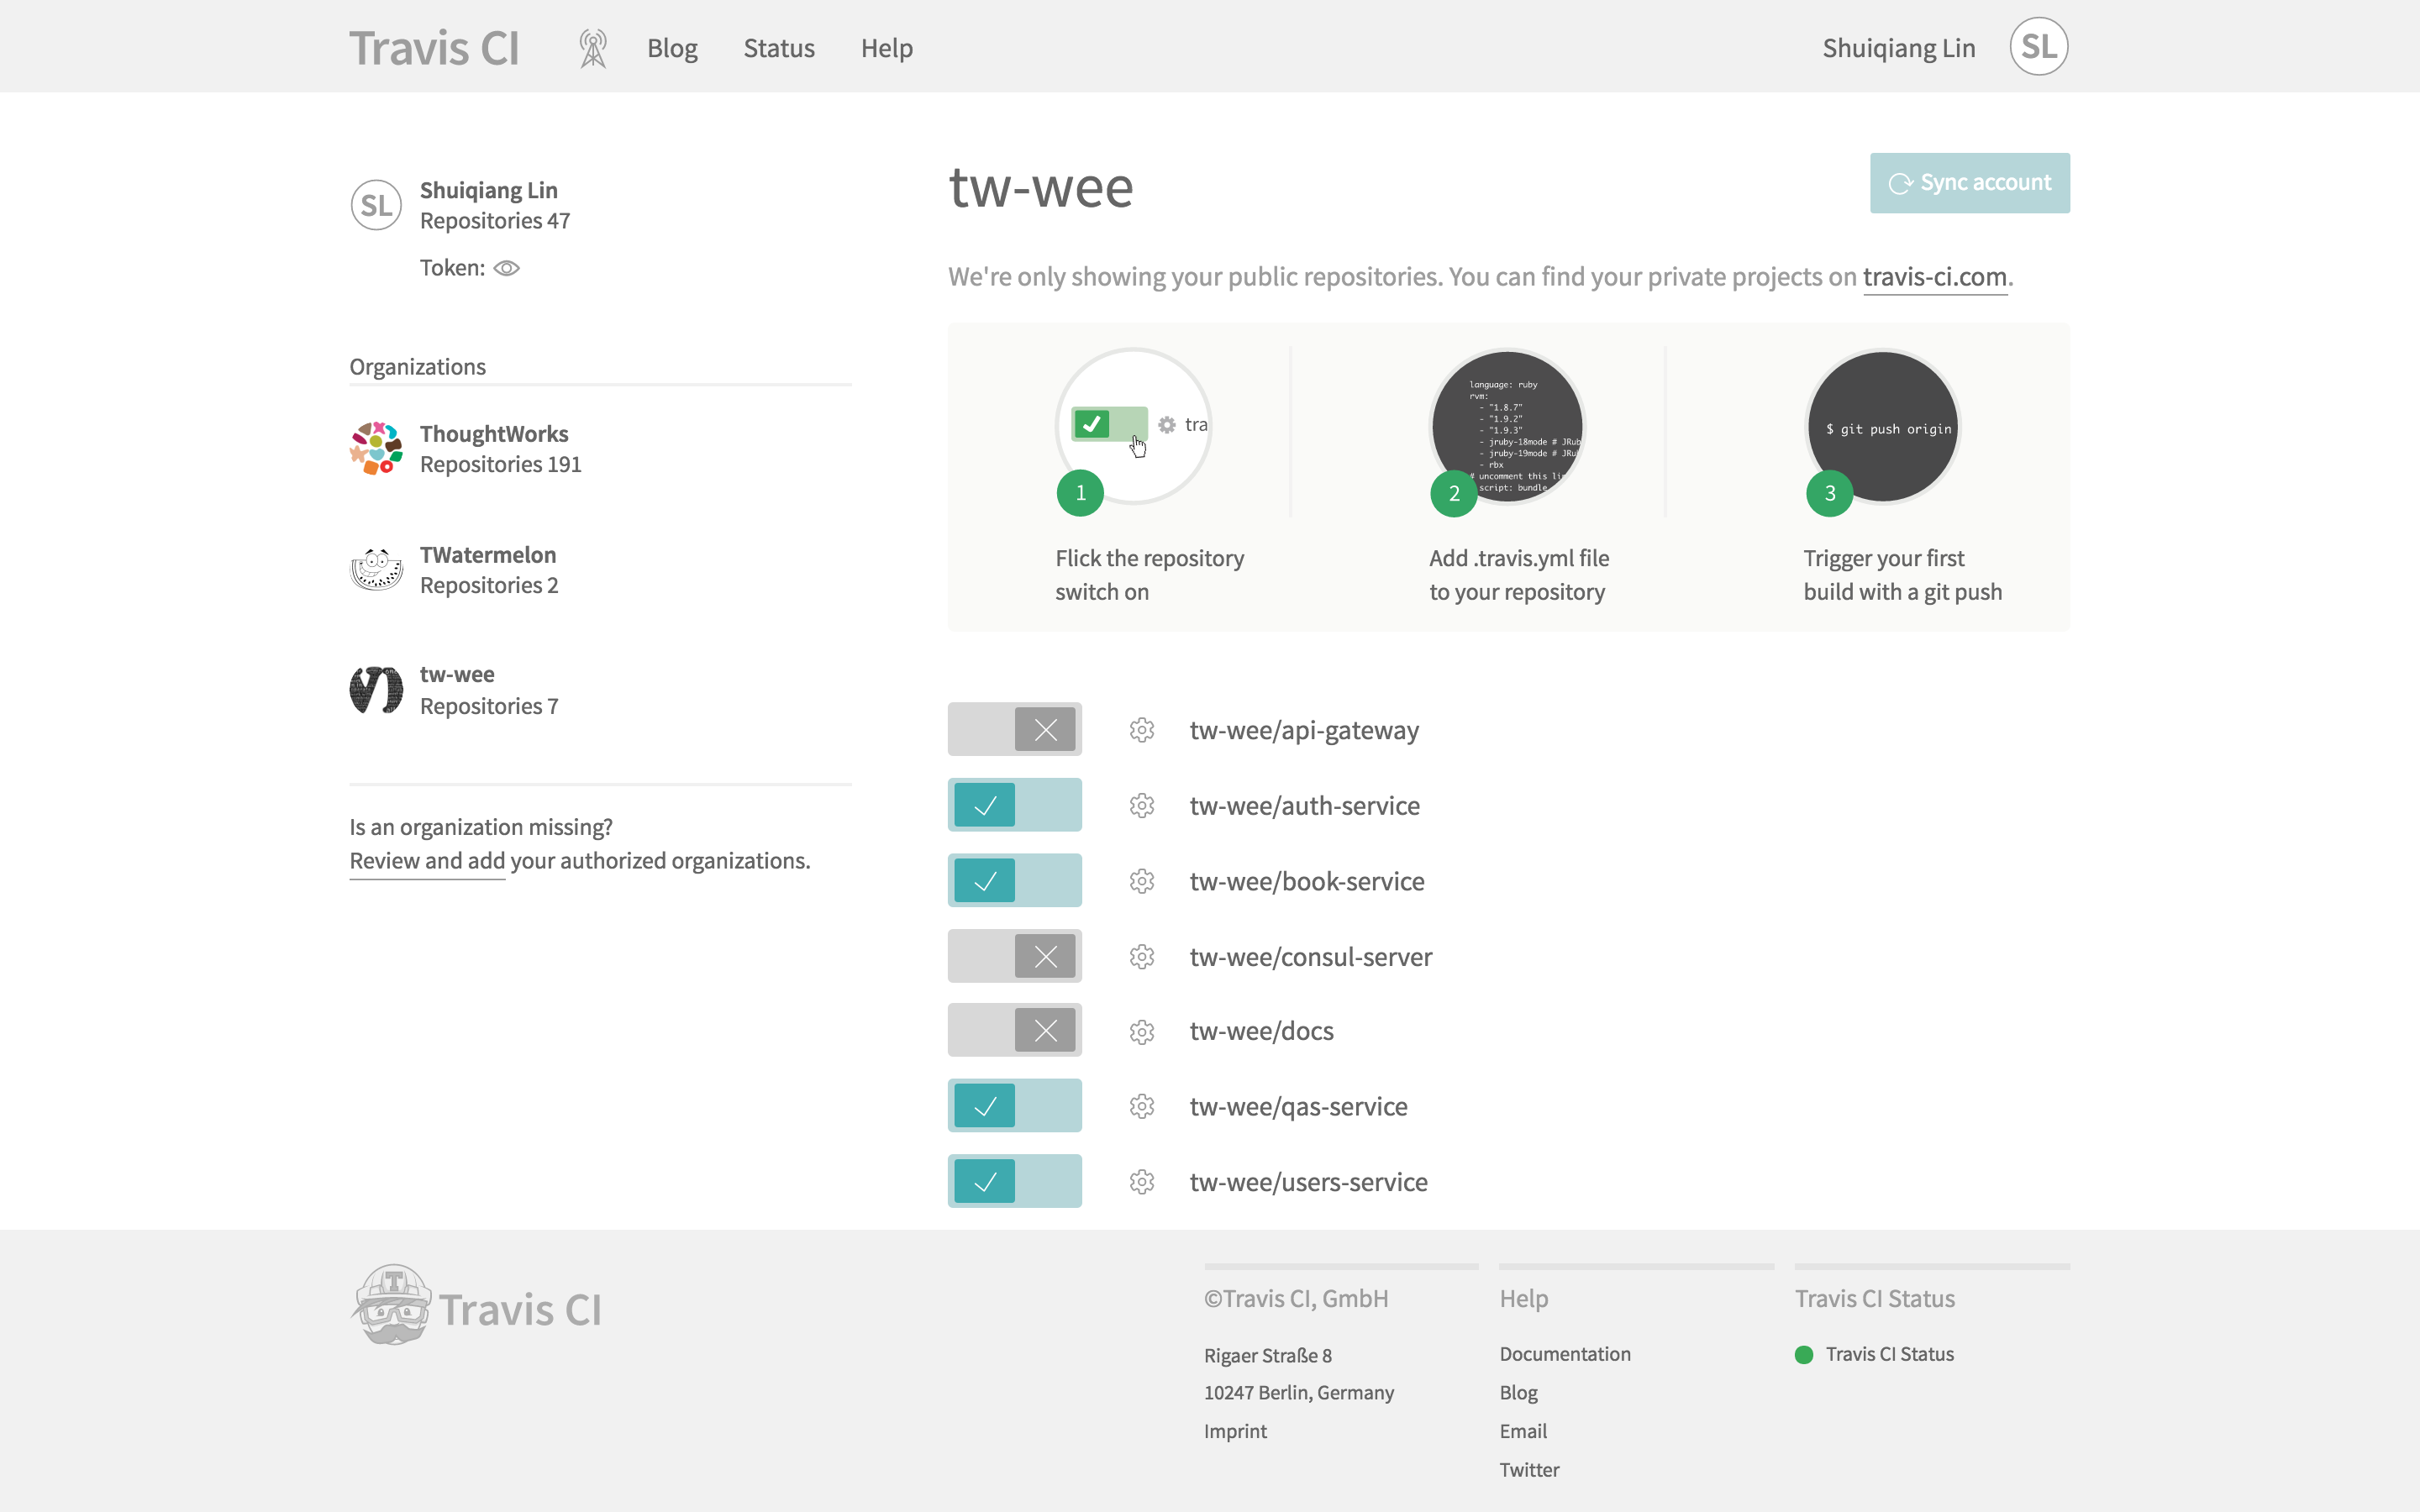 Travis CI
Blog
Status
Help
Shuiqiang Lin
SL
SL
Shuiqiang Lin
Repositories 47
Token:
Organizations
ThoughtWorks
Repositories 191
TWatermelon
Repositories 2
tw-wee
Repositories 7
Is an organization missing?
Review and add your authorized organizations.
tw-wee
Sync account
We're only showing your public repositories. You can find your private projects on travis-ci.com.
tra
1
Flick the repository
switch on
language: ruby
rvm:
- "1.8.7"
- "1.9.2"
- "1.9.3"
- jruby-18mode # JRub
- jruby-19mode # JRu
- rbx
# uncomment this li
script: bundle
2
Add .travis.yml file
to your repository
$ git push origin
3
Trigger your first
build with a git push
tw-wee/api-gateway
tw-wee/auth-service
tw-wee/book-service
tw-wee/consul-server
tw-wee/docs
tw-wee/qas-service
tw-wee/users-service
T
Travis CI
©Travis CI, GmbH
Rigaer Straße 8
10247 Berlin, Germany
Imprint
Help
Documentation
Blog
Email
Twitter
Travis CI Status
Travis CI Status